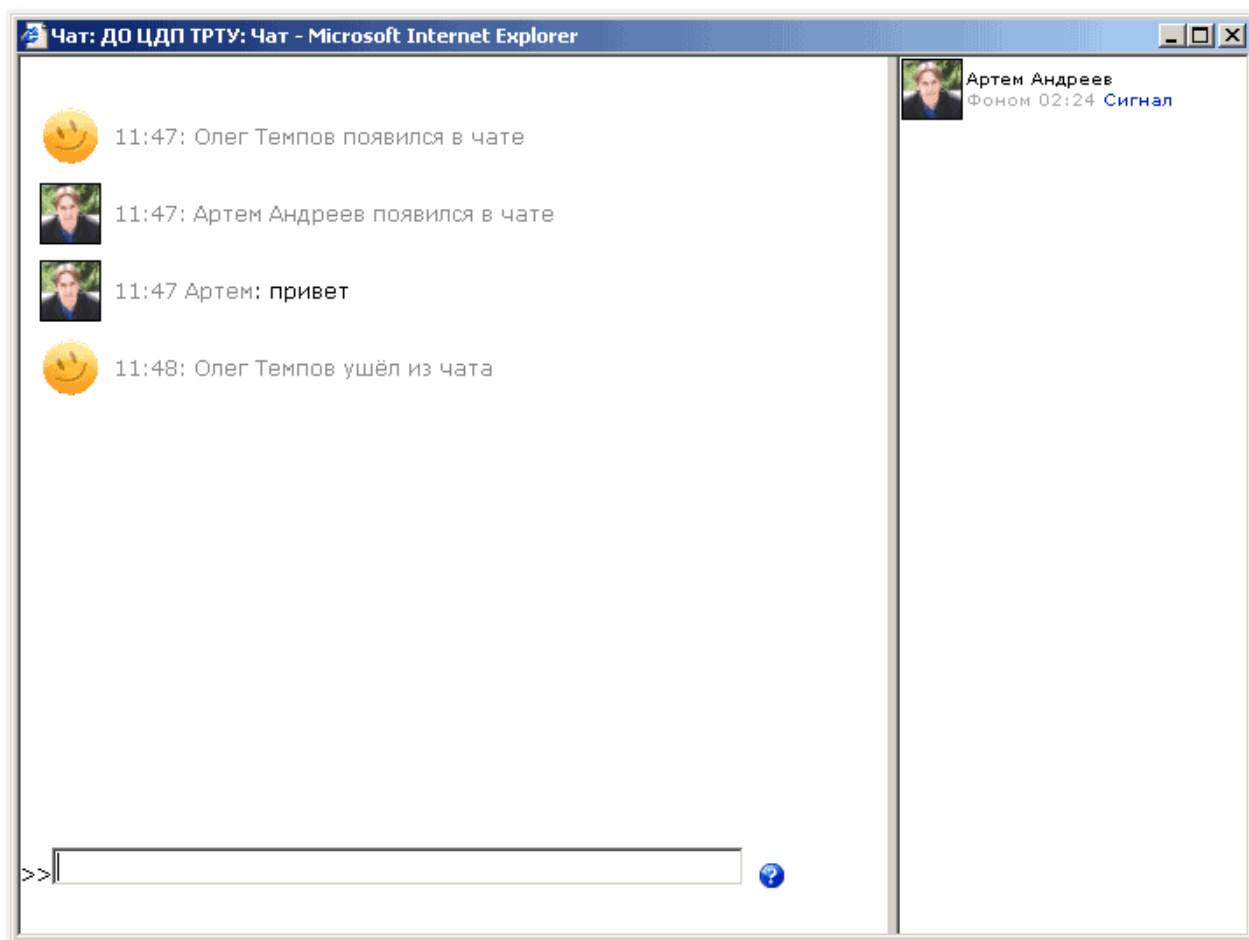 Чат: ДО ЦДП ТРТУ: Чат - Microsoft Internet Explorer
11:47: Олег Темпов появился в чате
11:47: Артем Андреев появился в чате
11:47 Артем: привет
11:48: Олег Темпов ушёл из чата
>>
?
Артем Андреев
Фоном 02:24 Сигнал